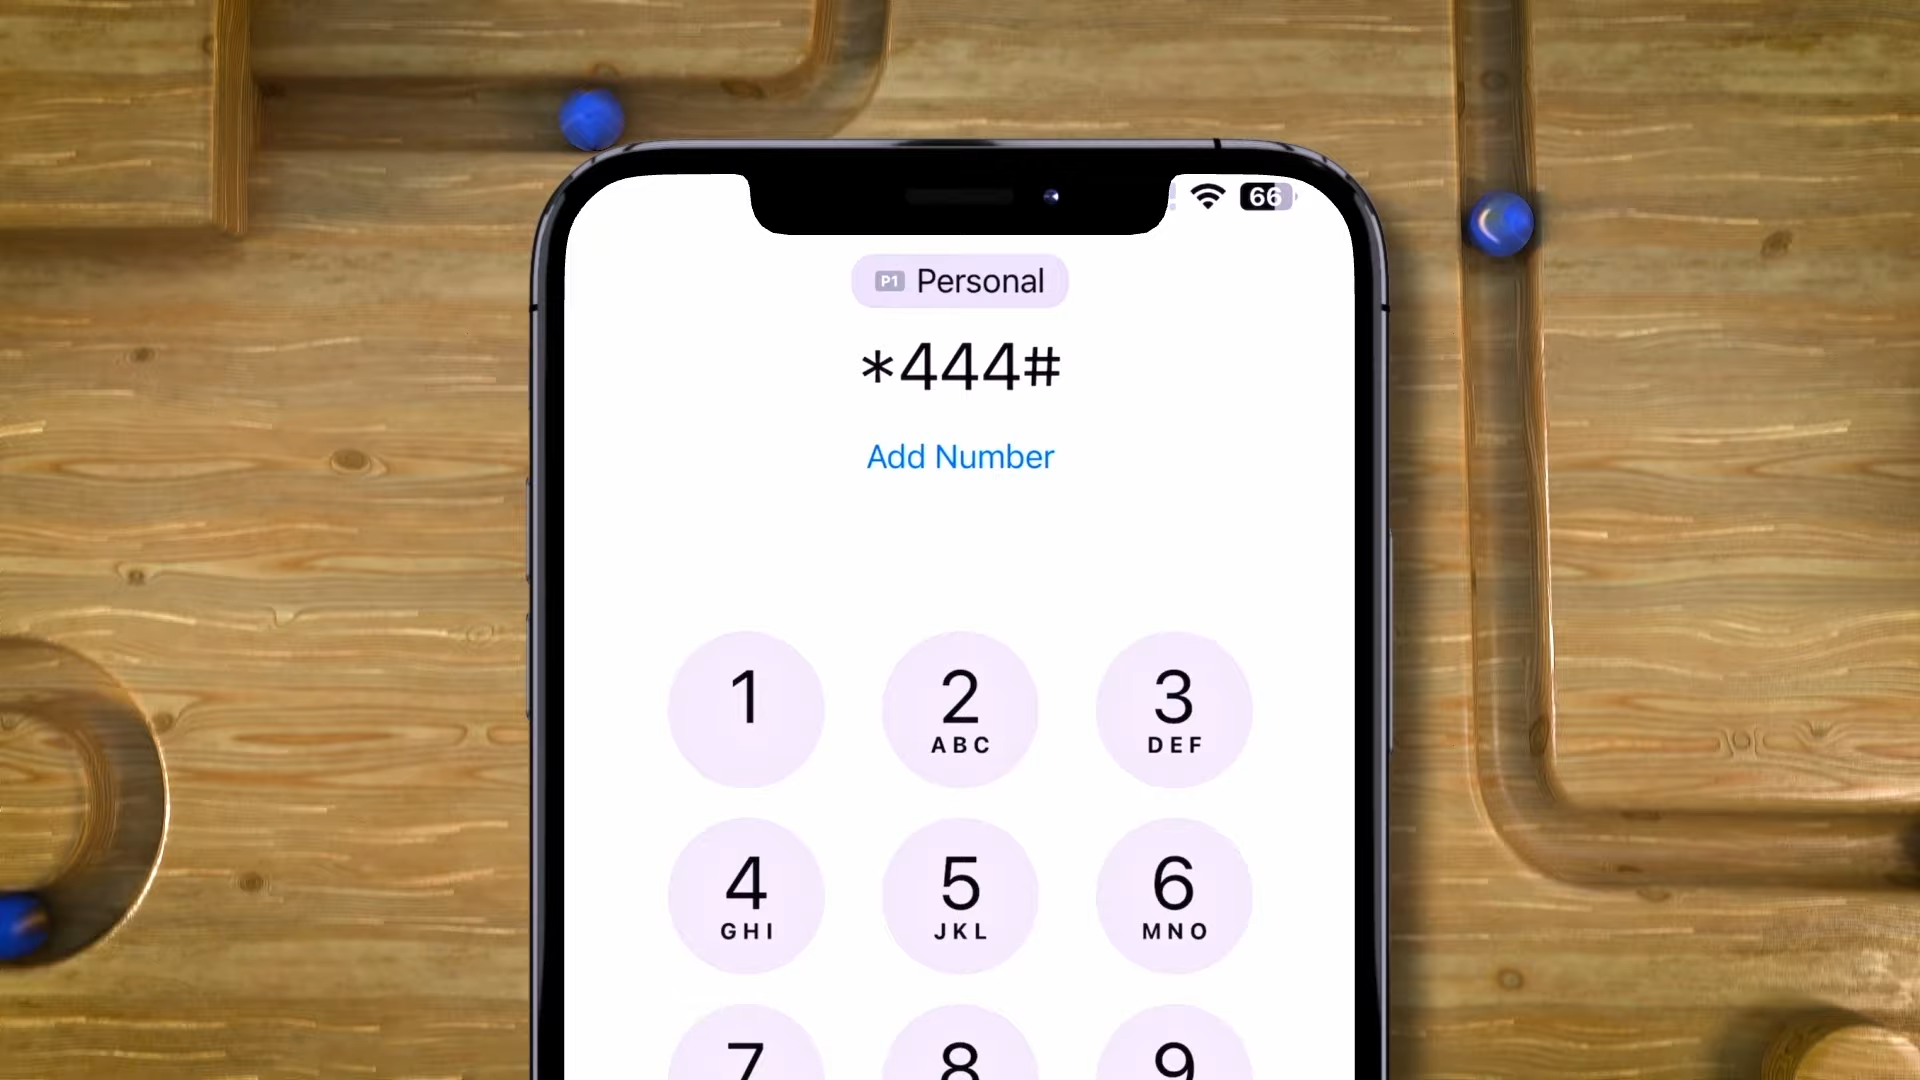 66
P1 Personal
*444#
Add Number
1 2 3
ABC DEF
4 5 6
GHI JKL MNO
7 8 9